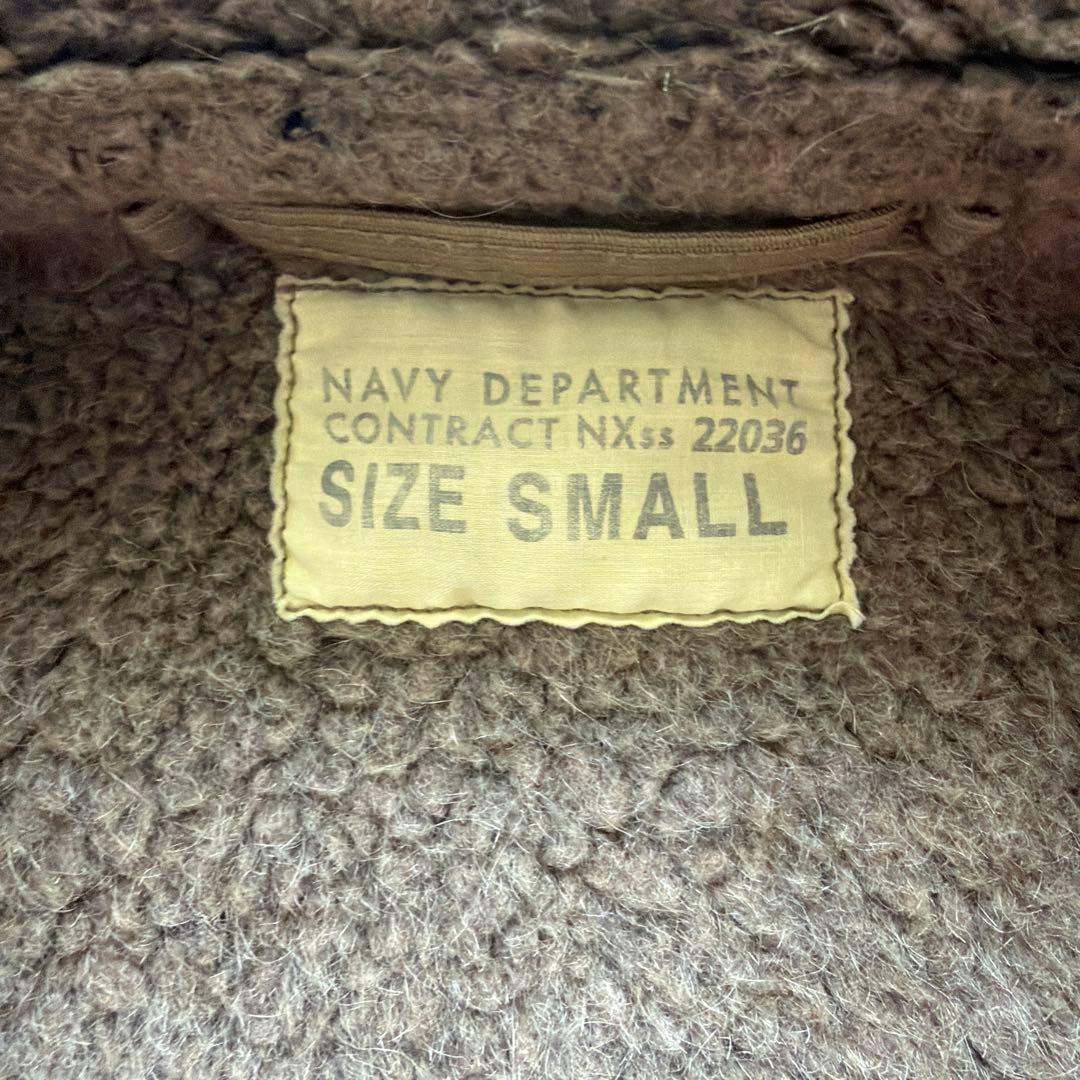 NAVY DEPARTMENT
CONTRACT NXss 22036
SIZE SMALL